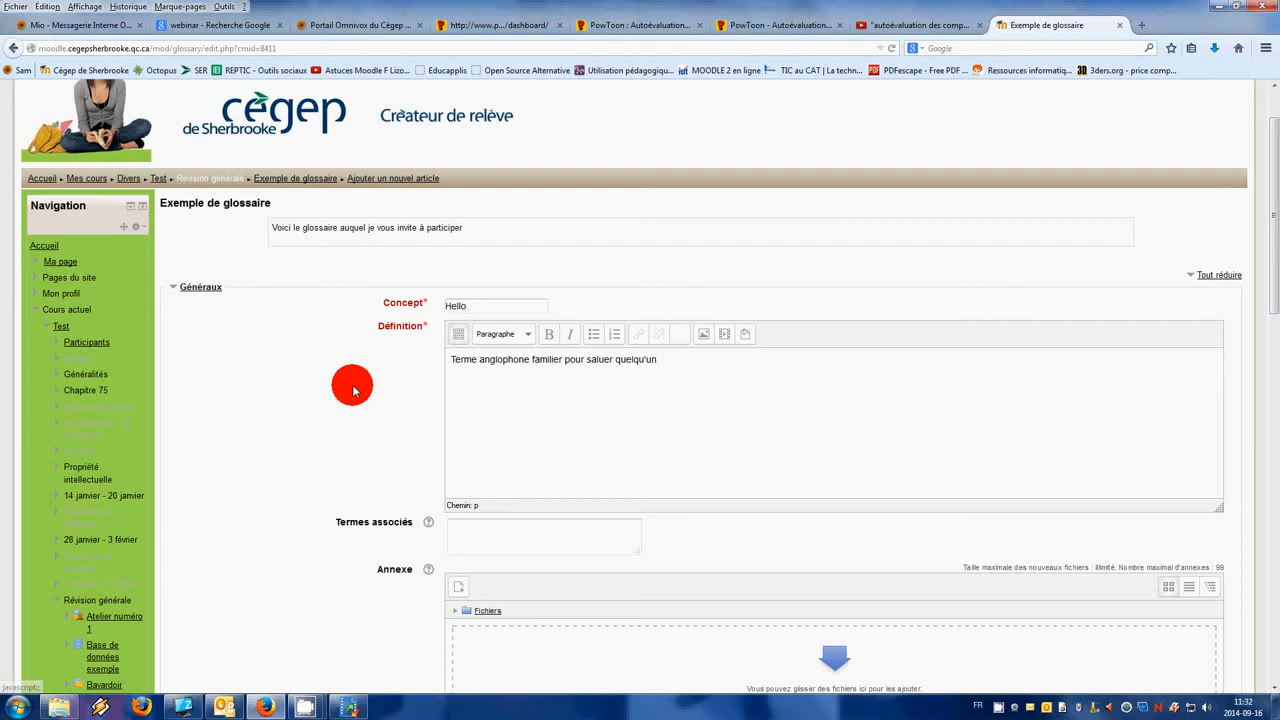 Fichier Édition Affichage Historique Marque-pages Outils ?
Mio - Messagerie Interne O... webinar - Recherche Google Portail Omnivox du Cégep ... http://www.p.../dashboard/ PowToon : Autoévaluation... PowToon - Autoévaluation... "autoévaluation des comp... Exemple de glossaire
moodle.cegepsherbrooke.qc.ca/mod/glossary/edit.php?cmid=8411 Google
Sam Cégep de Sherbrooke Octopus SER REPTIC - Outils sociaux Astuces Moodle F Lizo... Educapplis Open Source Alternative Utilisation pédagogiqu... MOODLE 2 en ligne TIC au CAT | La techn... PDFescape - Free PDF ... Ressources informatiq... 3ders.org - price comp...
cégep
de Sherbrooke
Créateur de relève
Accueil Mes cours Divers Test Révision générale Exemple de glossaire Ajouter un nouvel article
Navigation
Accueil
Ma page
Pages du site
Mon profil
Cours actuel
Test
Participants
Généralités
Chapitre 75
Propriété
intellectuelle
14 janvier - 20 janvier
28 janvier - 3 février
Révision générale
Atelier numéro
1
Base de
données
exemple
Bavardoir
Exemple de glossaire
Voici le glossaire auquel je vous invite à participer
Tout réduire
Généraux
Concept*
Hello
Définition*
Paragraphe
B I
Terme anglophone familier pour saluer quelqu'un
Chemin: p
Termes associés
Annexe
Taille maximale des nouveaux fichiers : Illimité. Nombre maximal d'annexes : 99
Fichiers
Vous pouvez glisser des fichiers ici pour les ajouter.
javascript:;
FR
11:32
2014-09-16